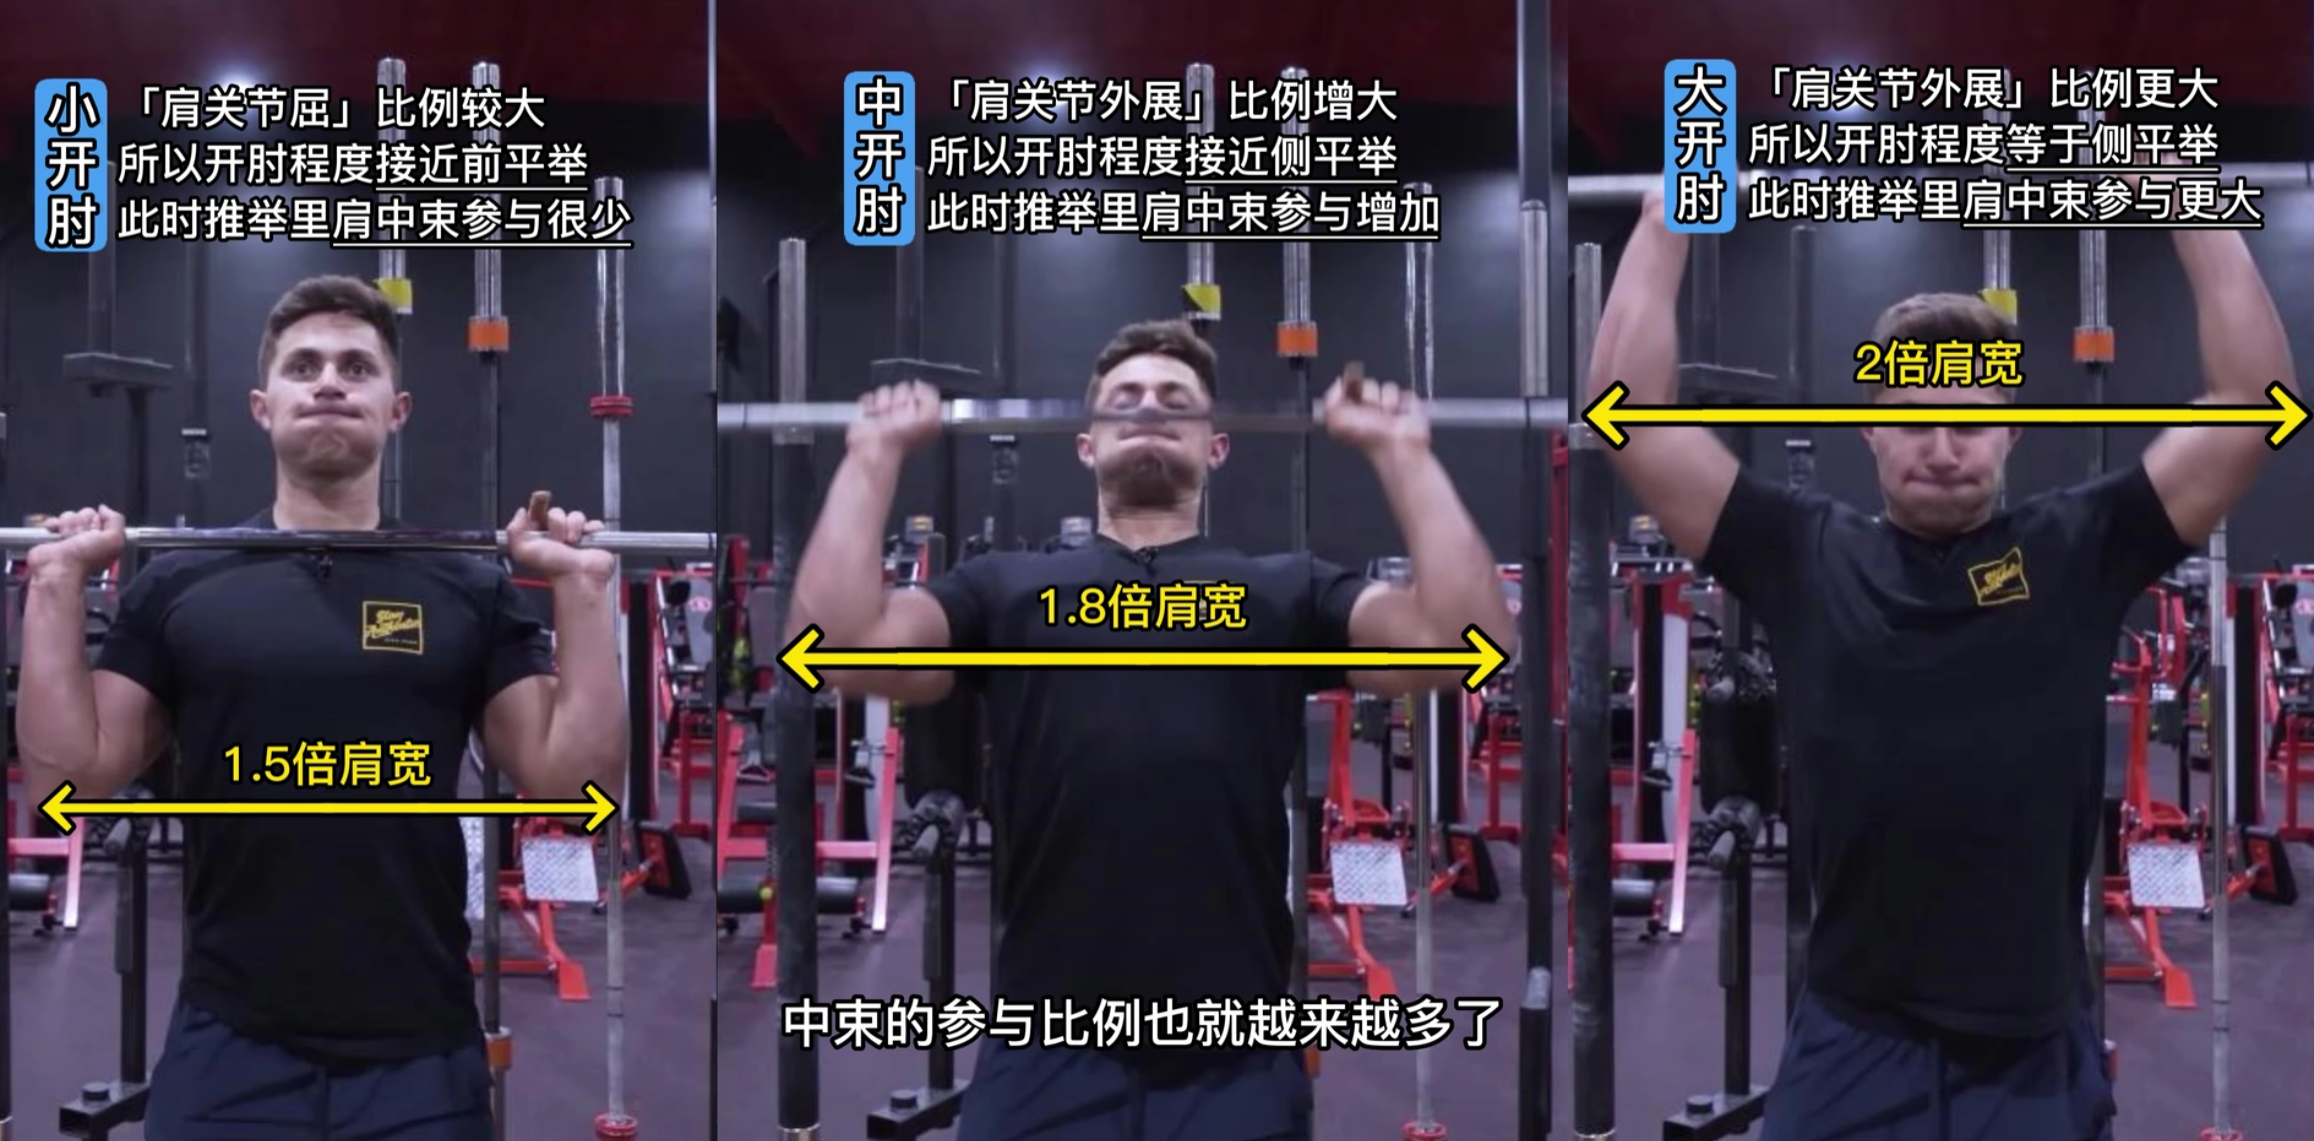 小开肘
「肩关节屈」比例较大
所以开肘程度接近前平举
此时推举里肩中束参与很少
1.5倍肩宽
中开肘
「肩关节外展」比例增大
所以开肘程度接近侧平举
此时推举里肩中束参与增加
1.8倍肩宽
中束的参与比例也就越来越多了
大开肘
「肩关节外展」比例更大
所以开肘程度等于侧平举
此时推举里肩中束参与更大
2倍肩宽